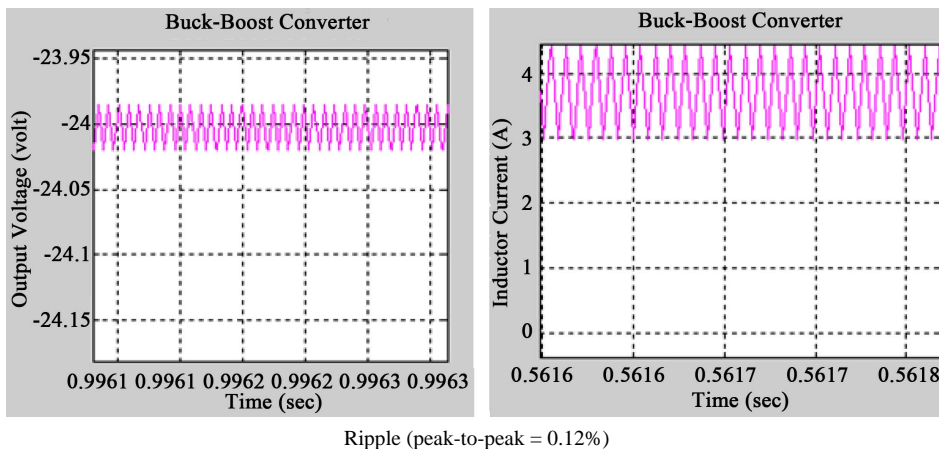 Buck-Boost Converter
Output Voltage (volt)
-23.95
-24
-24.05
-24.1
-24.15
0.9961 0.9961 0.9962 0.9962 0.9963 0.9963
Time (sec)
Buck-Boost Converter
Inductor Current (A)
4
3
2
1
0
0.5616 0.5616 0.5617 0.5617 0.5618
Time (sec)
Ripple (peak-to-peak = 0.12%)